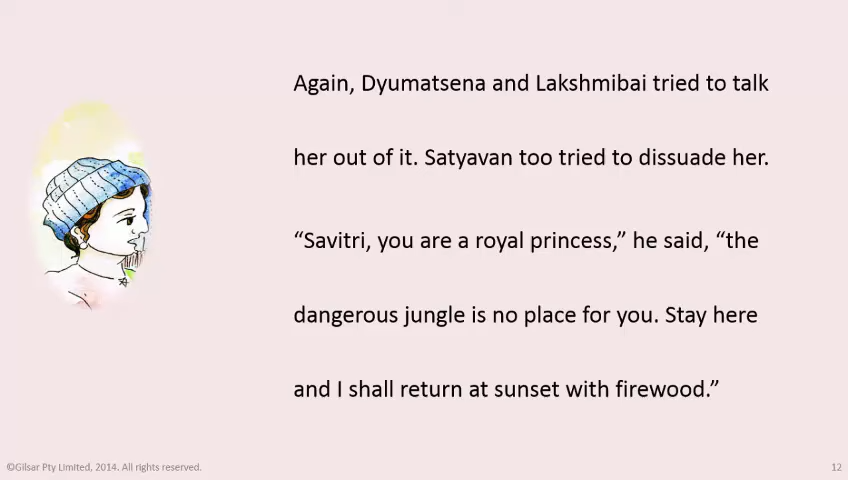 Again, Dyumatsena and Lakshmibai tried to talk
her out of it. Satyavan too tried to dissuade her.
“Savitri, you are a royal princess,” he said, “the
dangerous jungle is no place for you. Stay here
and I shall return at sunset with firewood.”
©Gilsar Pty Limited, 2014. All rights reserved.
12